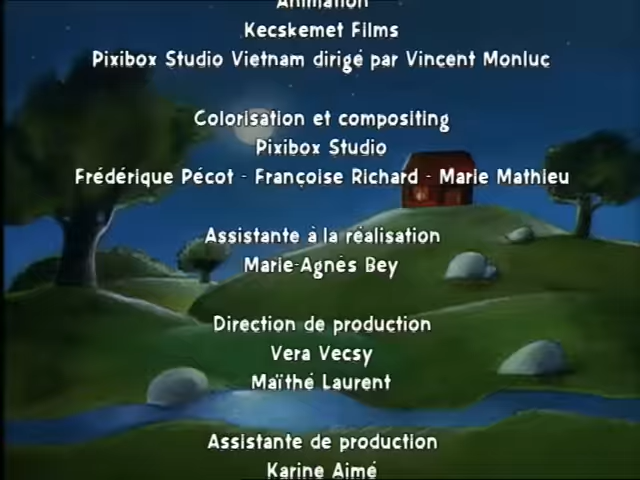 Animation
Kecskemet Films
Pixibox Studio Vietnam dirigé par Vincent Monluc
Colorisation et compositing
Pixibox Studio
Frédérique Pécot - Françoise Richard - Marie Mathieu
Assistante à la réalisation
Marie-Agnès Bey
Direction de production
Vera Vecsy
Maïthé Laurent
Assistante de production
Karine Aimé